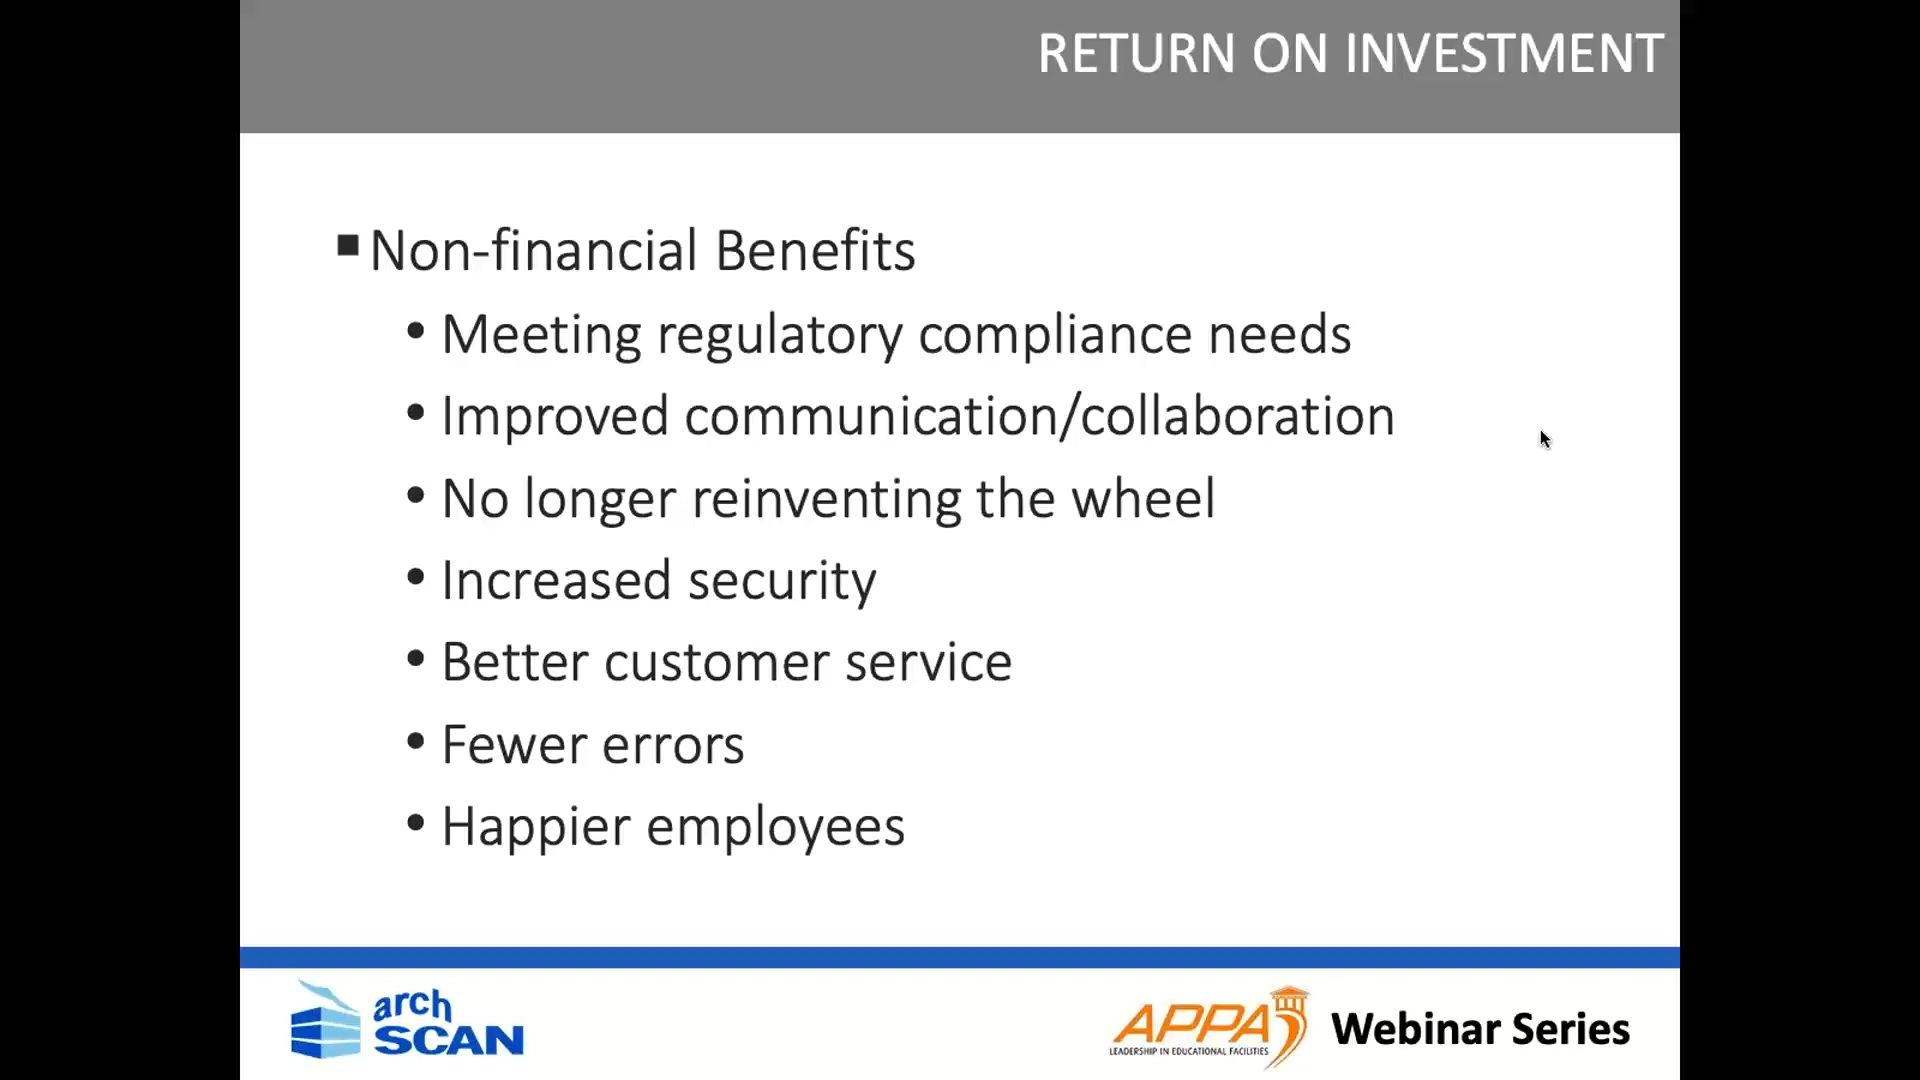 RETURN ON INVESTMENT
▪ Non-financial Benefits
• Meeting regulatory compliance needs
• Improved communication/collaboration
• No longer reinventing the wheel
• Increased security
• Better customer service
• Fewer errors
• Happier employees
arch
SCAN
APPA
LEADERSHIP IN EDUCATIONAL FACILITIES
Webinar Series